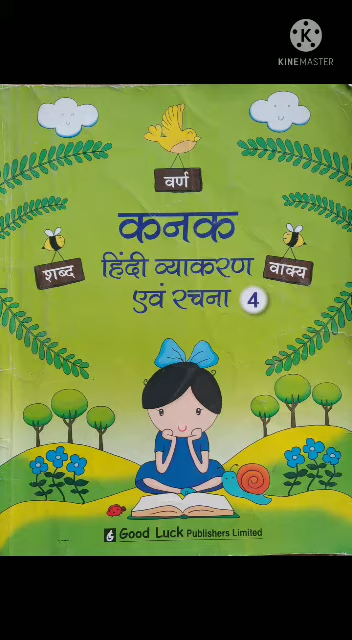 KINEMASTER
वर्ण
कनक
शब्द
हिंदी व्याकरण
वाक्य
एवं रचना 4
Good Luck Publishers Limited